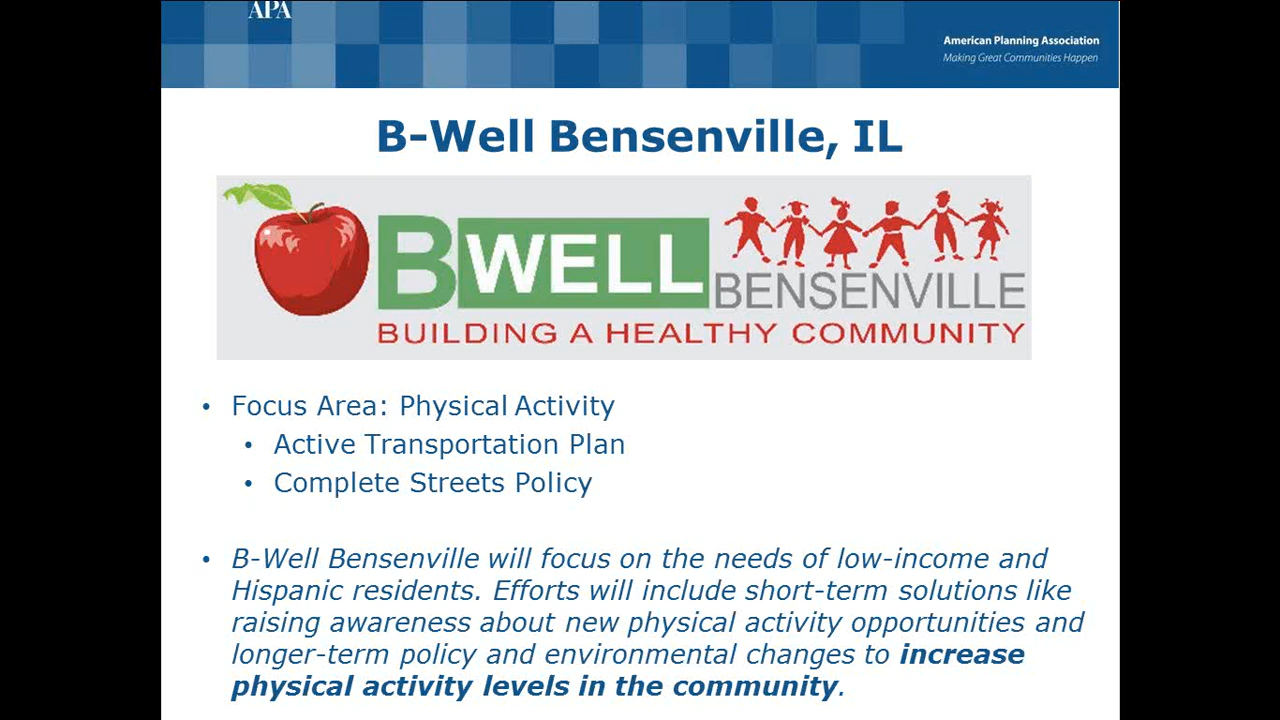 APA
American Planning Association
Making Great Communities Happen
B-Well Bensenville, IL
BWELL BENSENVILLE
BUILDING A HEALTHY COMMUNITY
• Focus Area: Physical Activity
• Active Transportation Plan
• Complete Streets Policy
• B-Well Bensenville will focus on the needs of low-income and
Hispanic residents. Efforts will include short-term solutions like
raising awareness about new physical activity opportunities and
longer-term policy and environmental changes to increase
physical activity levels in the community.